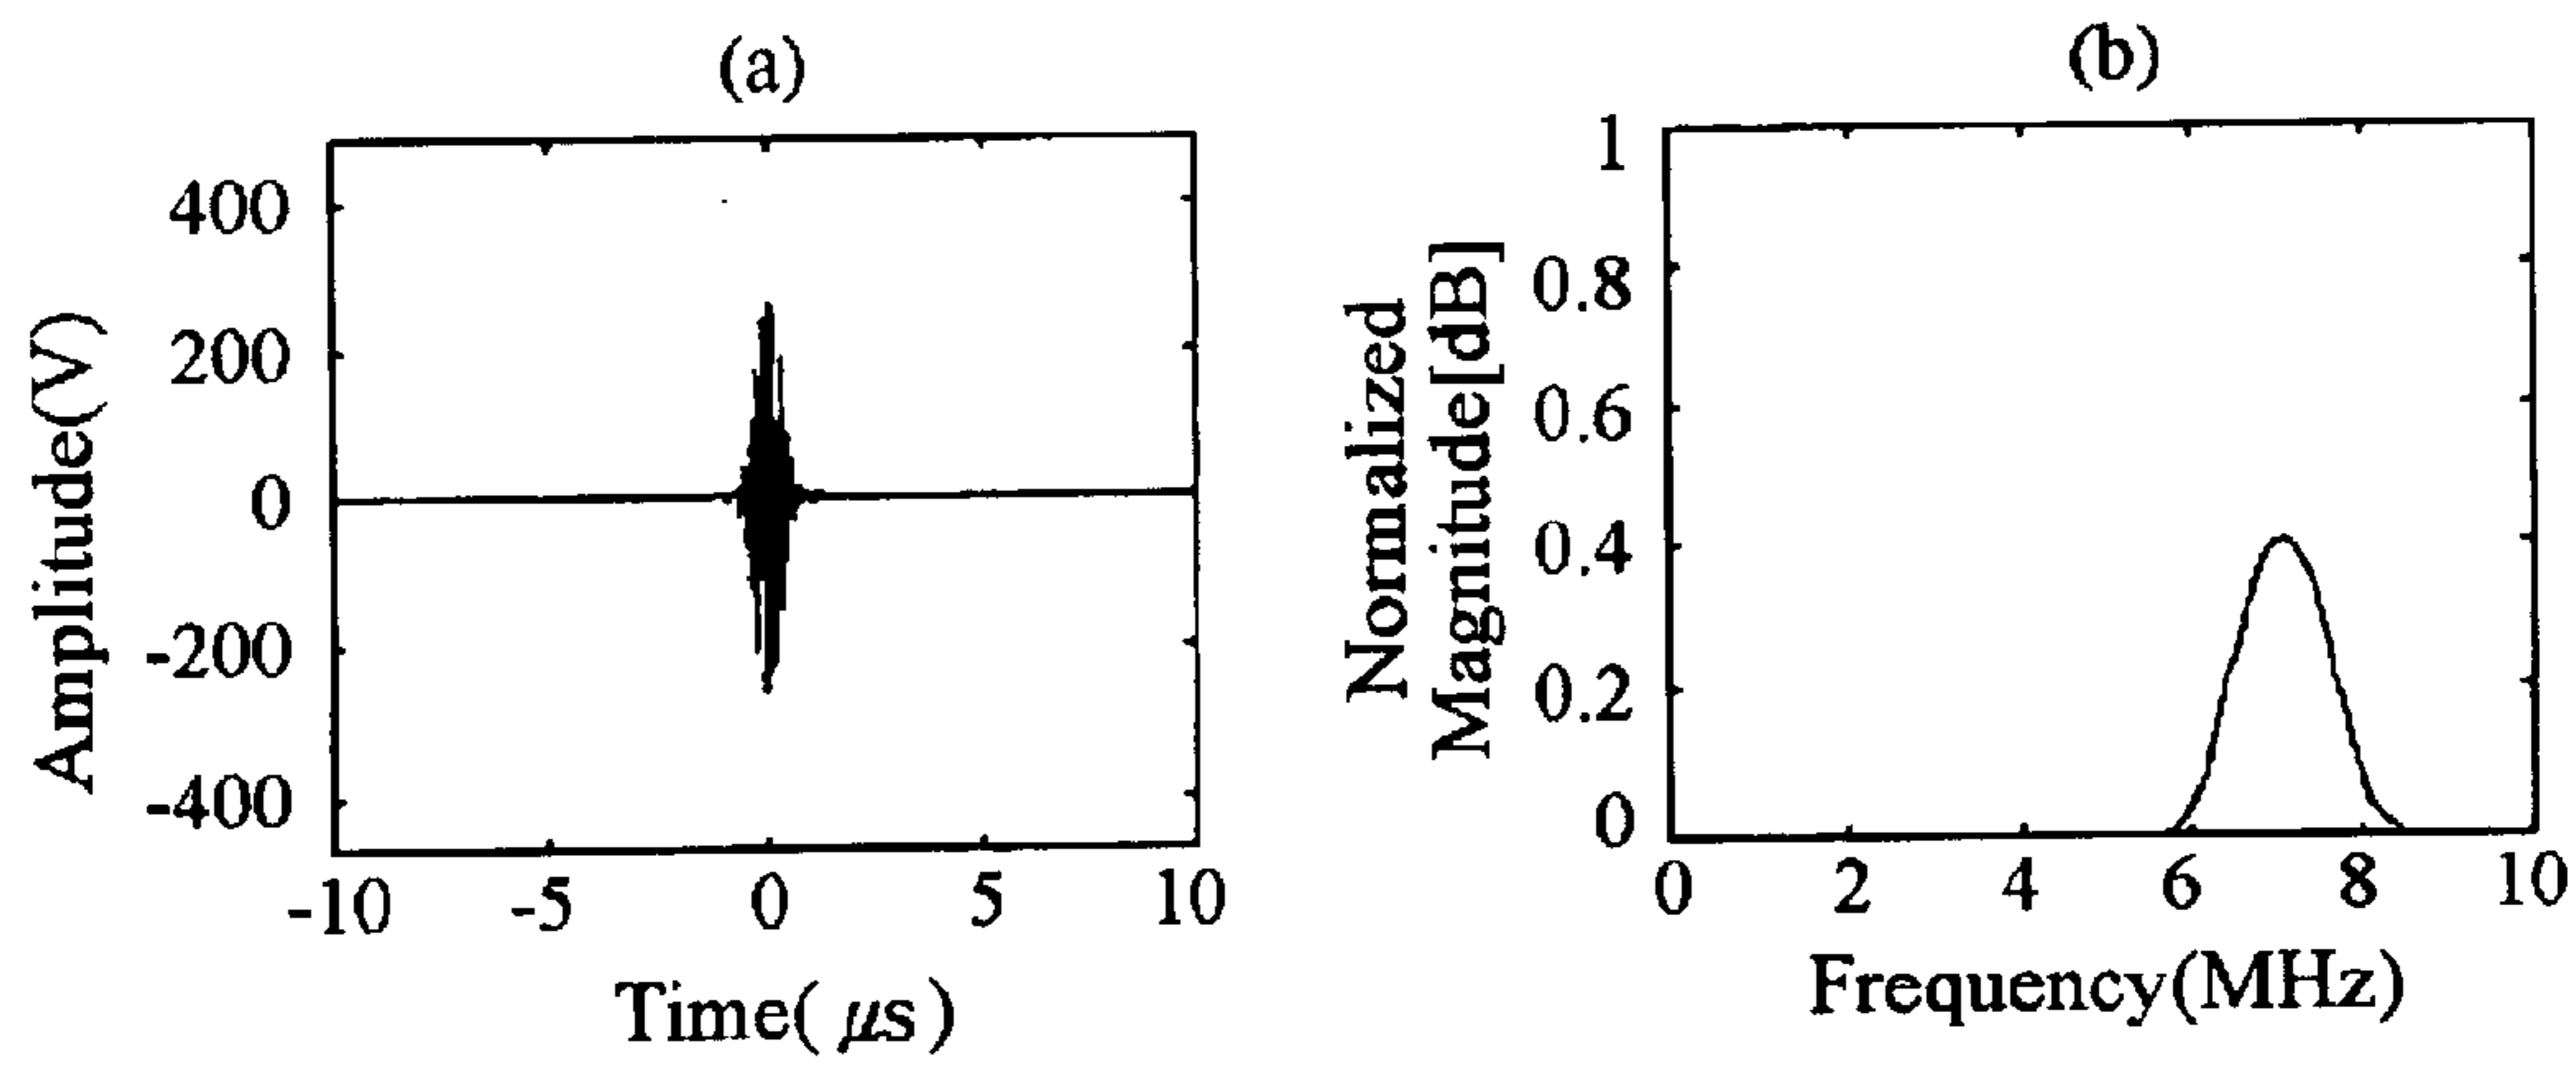 (a)
Amplitude(V)
400
200
0
-200
-400
-10 -5 0 5 10
Time( μs )
(b)
Normalized
Magnitude[dB]
1
0.8
0.6
0.4
0.2
0
0 2 4 6 8 10
Frequency(MHz)